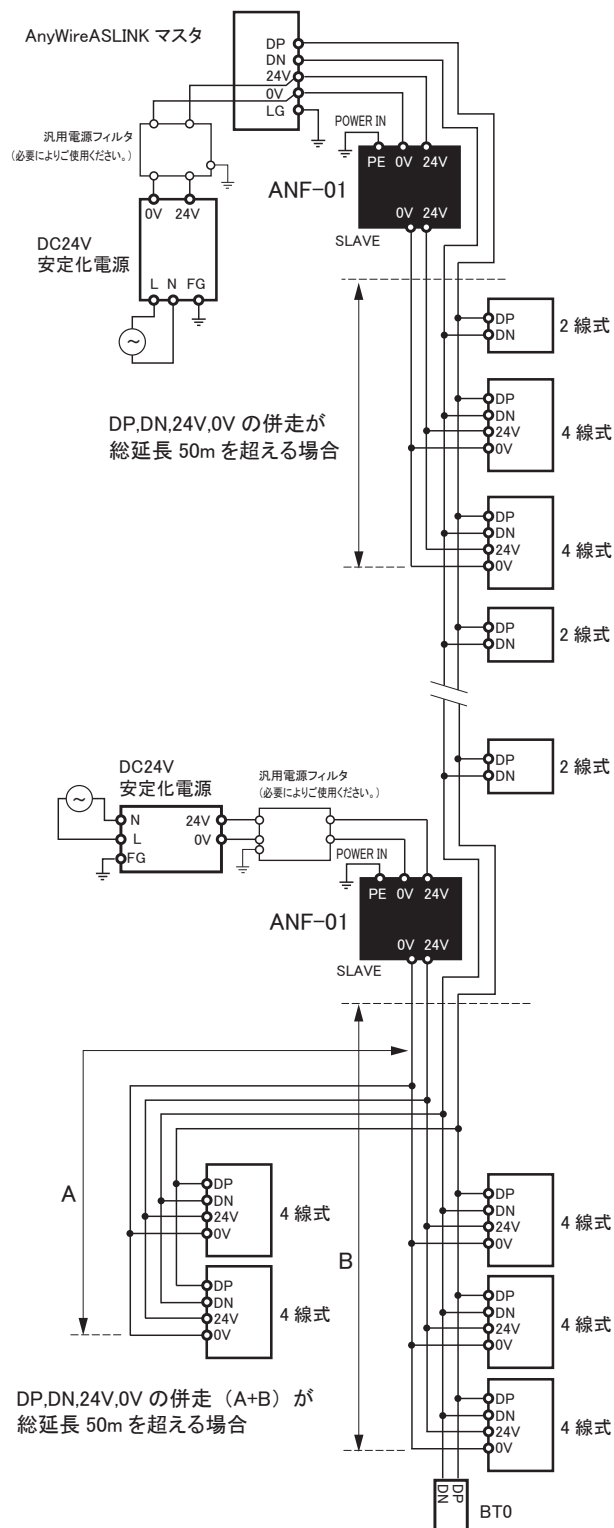 AnyWireASLINK マスタ
DP
DN
24V
0V
LG
汎用電源フィルタ
(必要によりご使用ください。)
POWER IN
PE 0V 24V
ANF-01
0V 24V
SLAVE
0V 24V
DC24V
安定化電源
L N FG
DP,DN,24V,0V の併走が
総延長 50m を超える場合
DP
DN
2 線式
DP
DN
24V
0V
4 線式
DP
DN
24V
0V
4 線式
DP
DN
2 線式
DP
DN
2 線式
DC24V
安定化電源
N
L
FG
24V
0V
汎用電源フィルタ
(必要によりご使用ください。)
POWER IN
PE 0V 24V
ANF-01
0V 24V
SLAVE
A
B
DP
DN
24V
0V
4 線式
DP
DN
24V
0V
4 線式
DP
DN
24V
0V
4 線式
DP
DN
24V
0V
4 線式
DP
DN
24V
0V
4 線式
DP,DN,24V,0V の併走（A+B）が
総延長 50m を超える場合
DN
DP
BT0